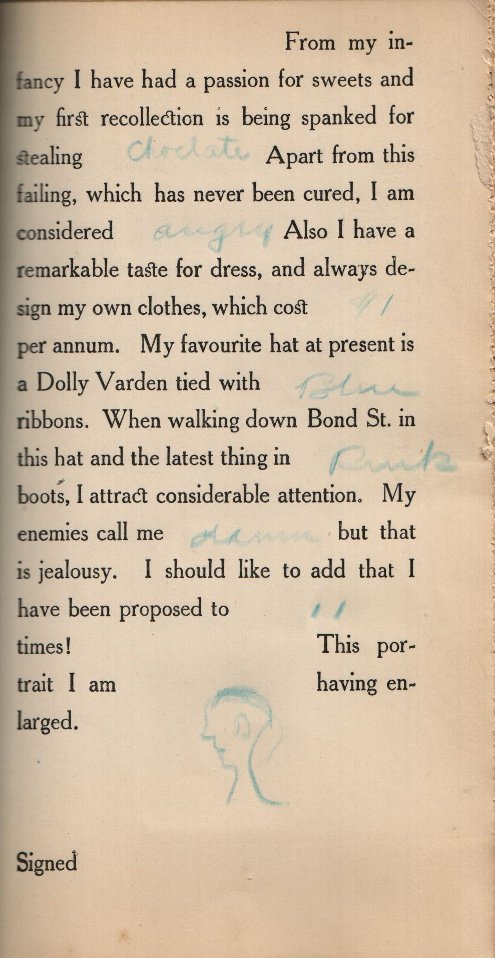 From my in-
fancy I have had a passion for sweets and
my first recollection is being spanked for
stealing choclate Apart from this
failing, which has never been cured, I am
considered angry Also I have a
remarkable taste for dress, and always de-
sign my own clothes, which cost
per annum. My favourite hat at present is
a Dolly Varden tied with Blue
ribbons. When walking down Bond St. in
this hat and the latest thing in
boots, I attract considerable attention. My
enemies call me but that
is jealousy. I should like to add that I
have been proposed to 11
times! This por-
trait I am having en-
larged.
Signed